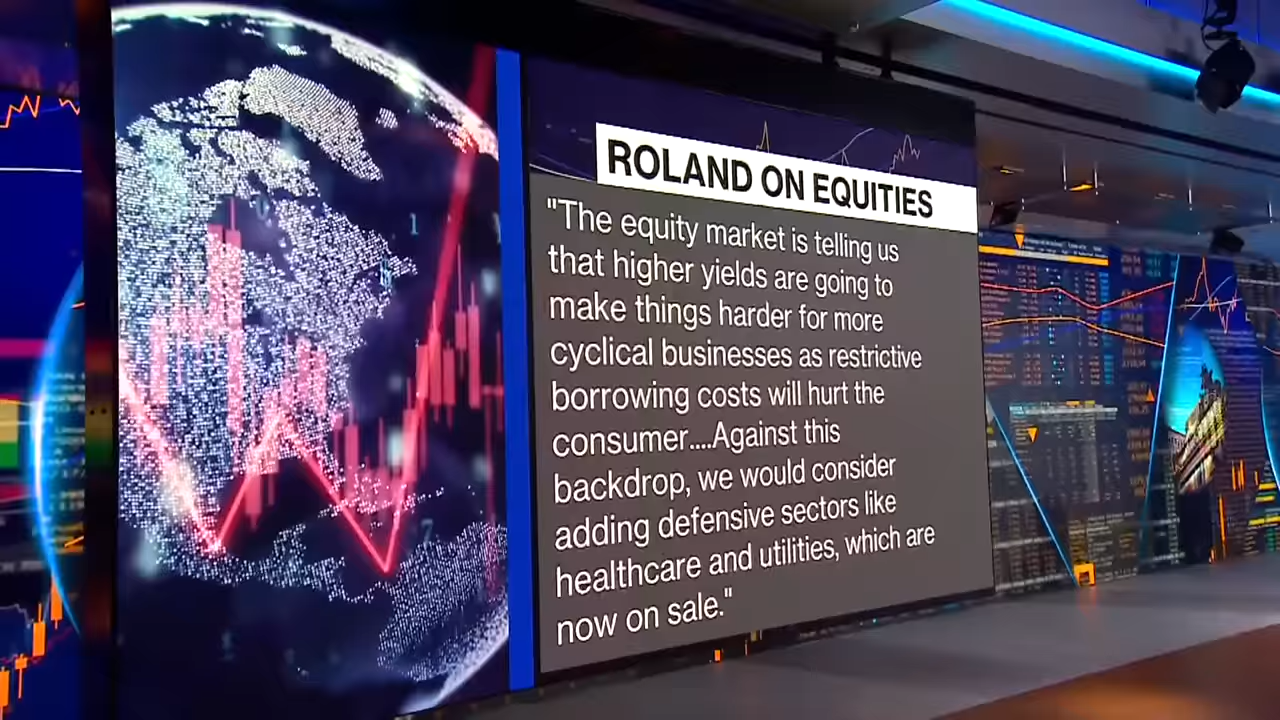 ROLAND ON EQUITIES
"The equity market is telling us
that higher yields are going to
make things harder for more
cyclical businesses as restrictive
borrowing costs will hurt the
consumer....Against this
backdrop, we would consider
adding defensive sectors like
healthcare and utilities, which are
now on sale."